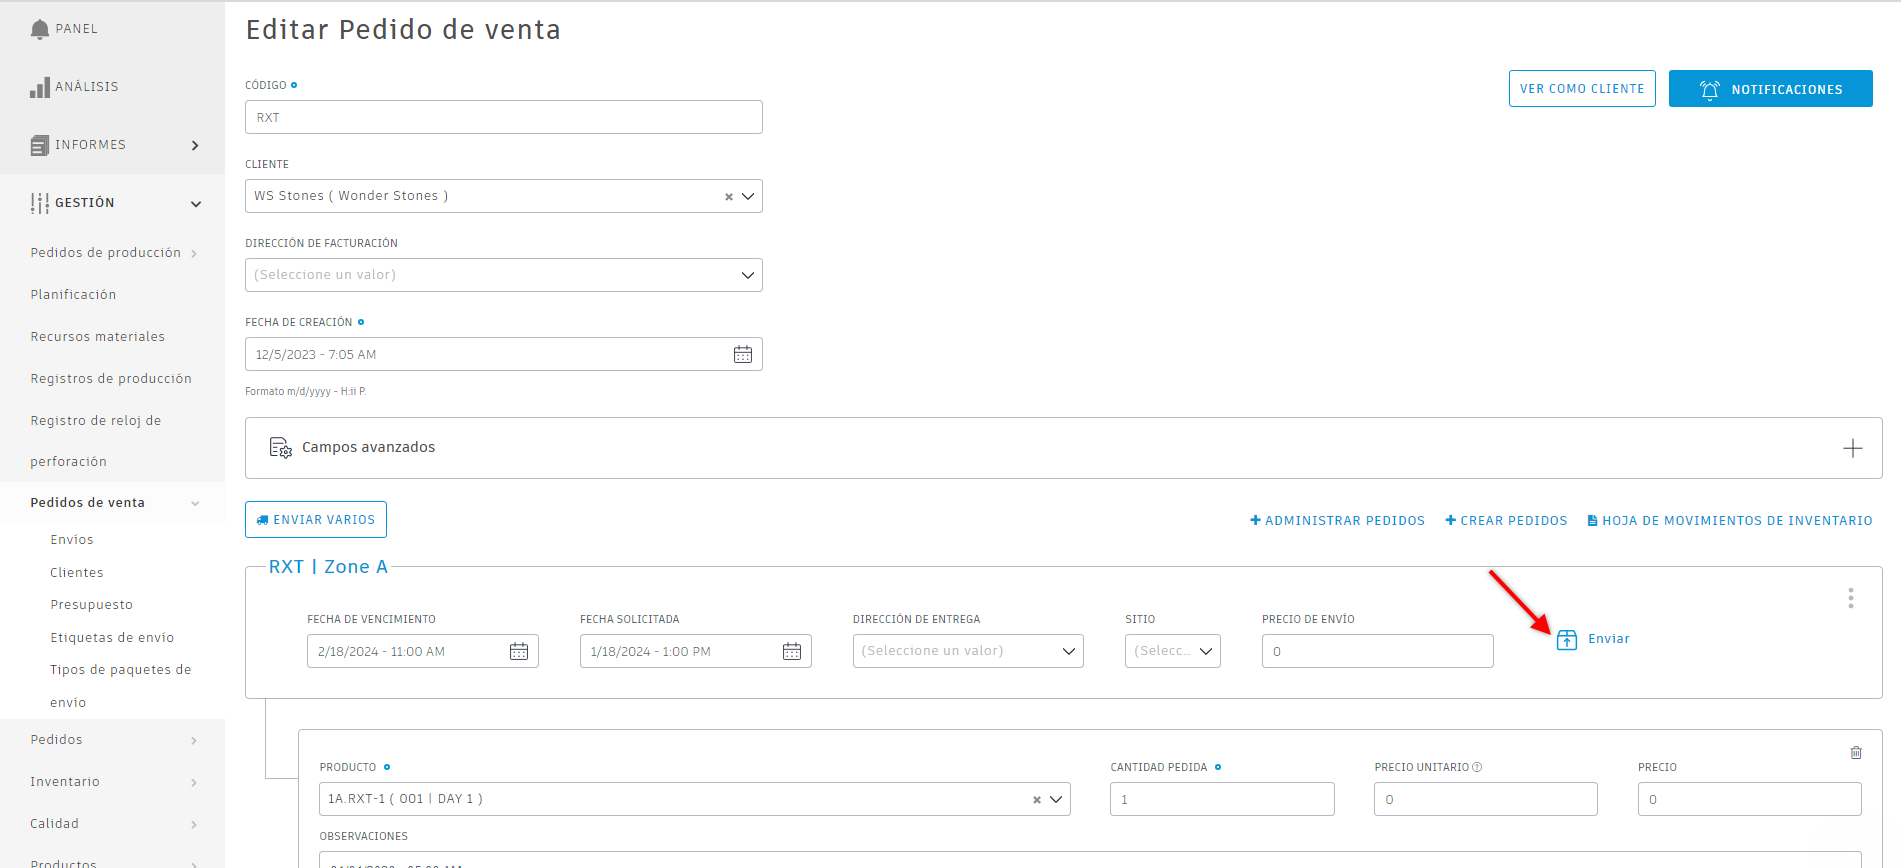 PANEL
ANÁLISIS
INFORMES
GESTIÓN
Pedidos de producción
Planificación
Recursos materiales
Registros de producción
Registro de reloj de
perforación
Pedidos de venta
Envíos
Clientes
Presupuesto
Etiquetas de envío
Tipos de paquetes de
envío
Pedidos
Inventario
Calidad
Productos
Editar Pedido de venta
VER COMO CLIENTE
NOTIFICACIONES
CÓDIGO
RXT
CLIENTE
WS Stones ( Wonder Stones )
DIRECCIÓN DE FACTURACIÓN
(Seleccione un valor)
FECHA DE CREACIÓN
12/5/2023 - 7:05 AM
Formato m/d/yyyy - H:ii P.
Campos avanzados
ENVIAR VARIOS
ADMINISTRAR PEDIDOS
CREAR PEDIDOS
HOJA DE MOVIMIENTOS DE INVENTARIO
RXT | Zone A
FECHA DE VENCIMIENTO
2/18/2024 - 11:00 AM
FECHA SOLICITADA
1/18/2024 - 1:00 PM
DIRECCIÓN DE ENTREGA
(Seleccione un valor)
SITIO
(Selecc...
PRECIO DE ENVÍO
0
Enviar
PRODUCTO
1A.RXT-1 ( 001 | DAY 1 )
CANTIDAD PEDIDA
1
PRECIO UNITARIO
0
PRECIO
0
OBSERVACIONES